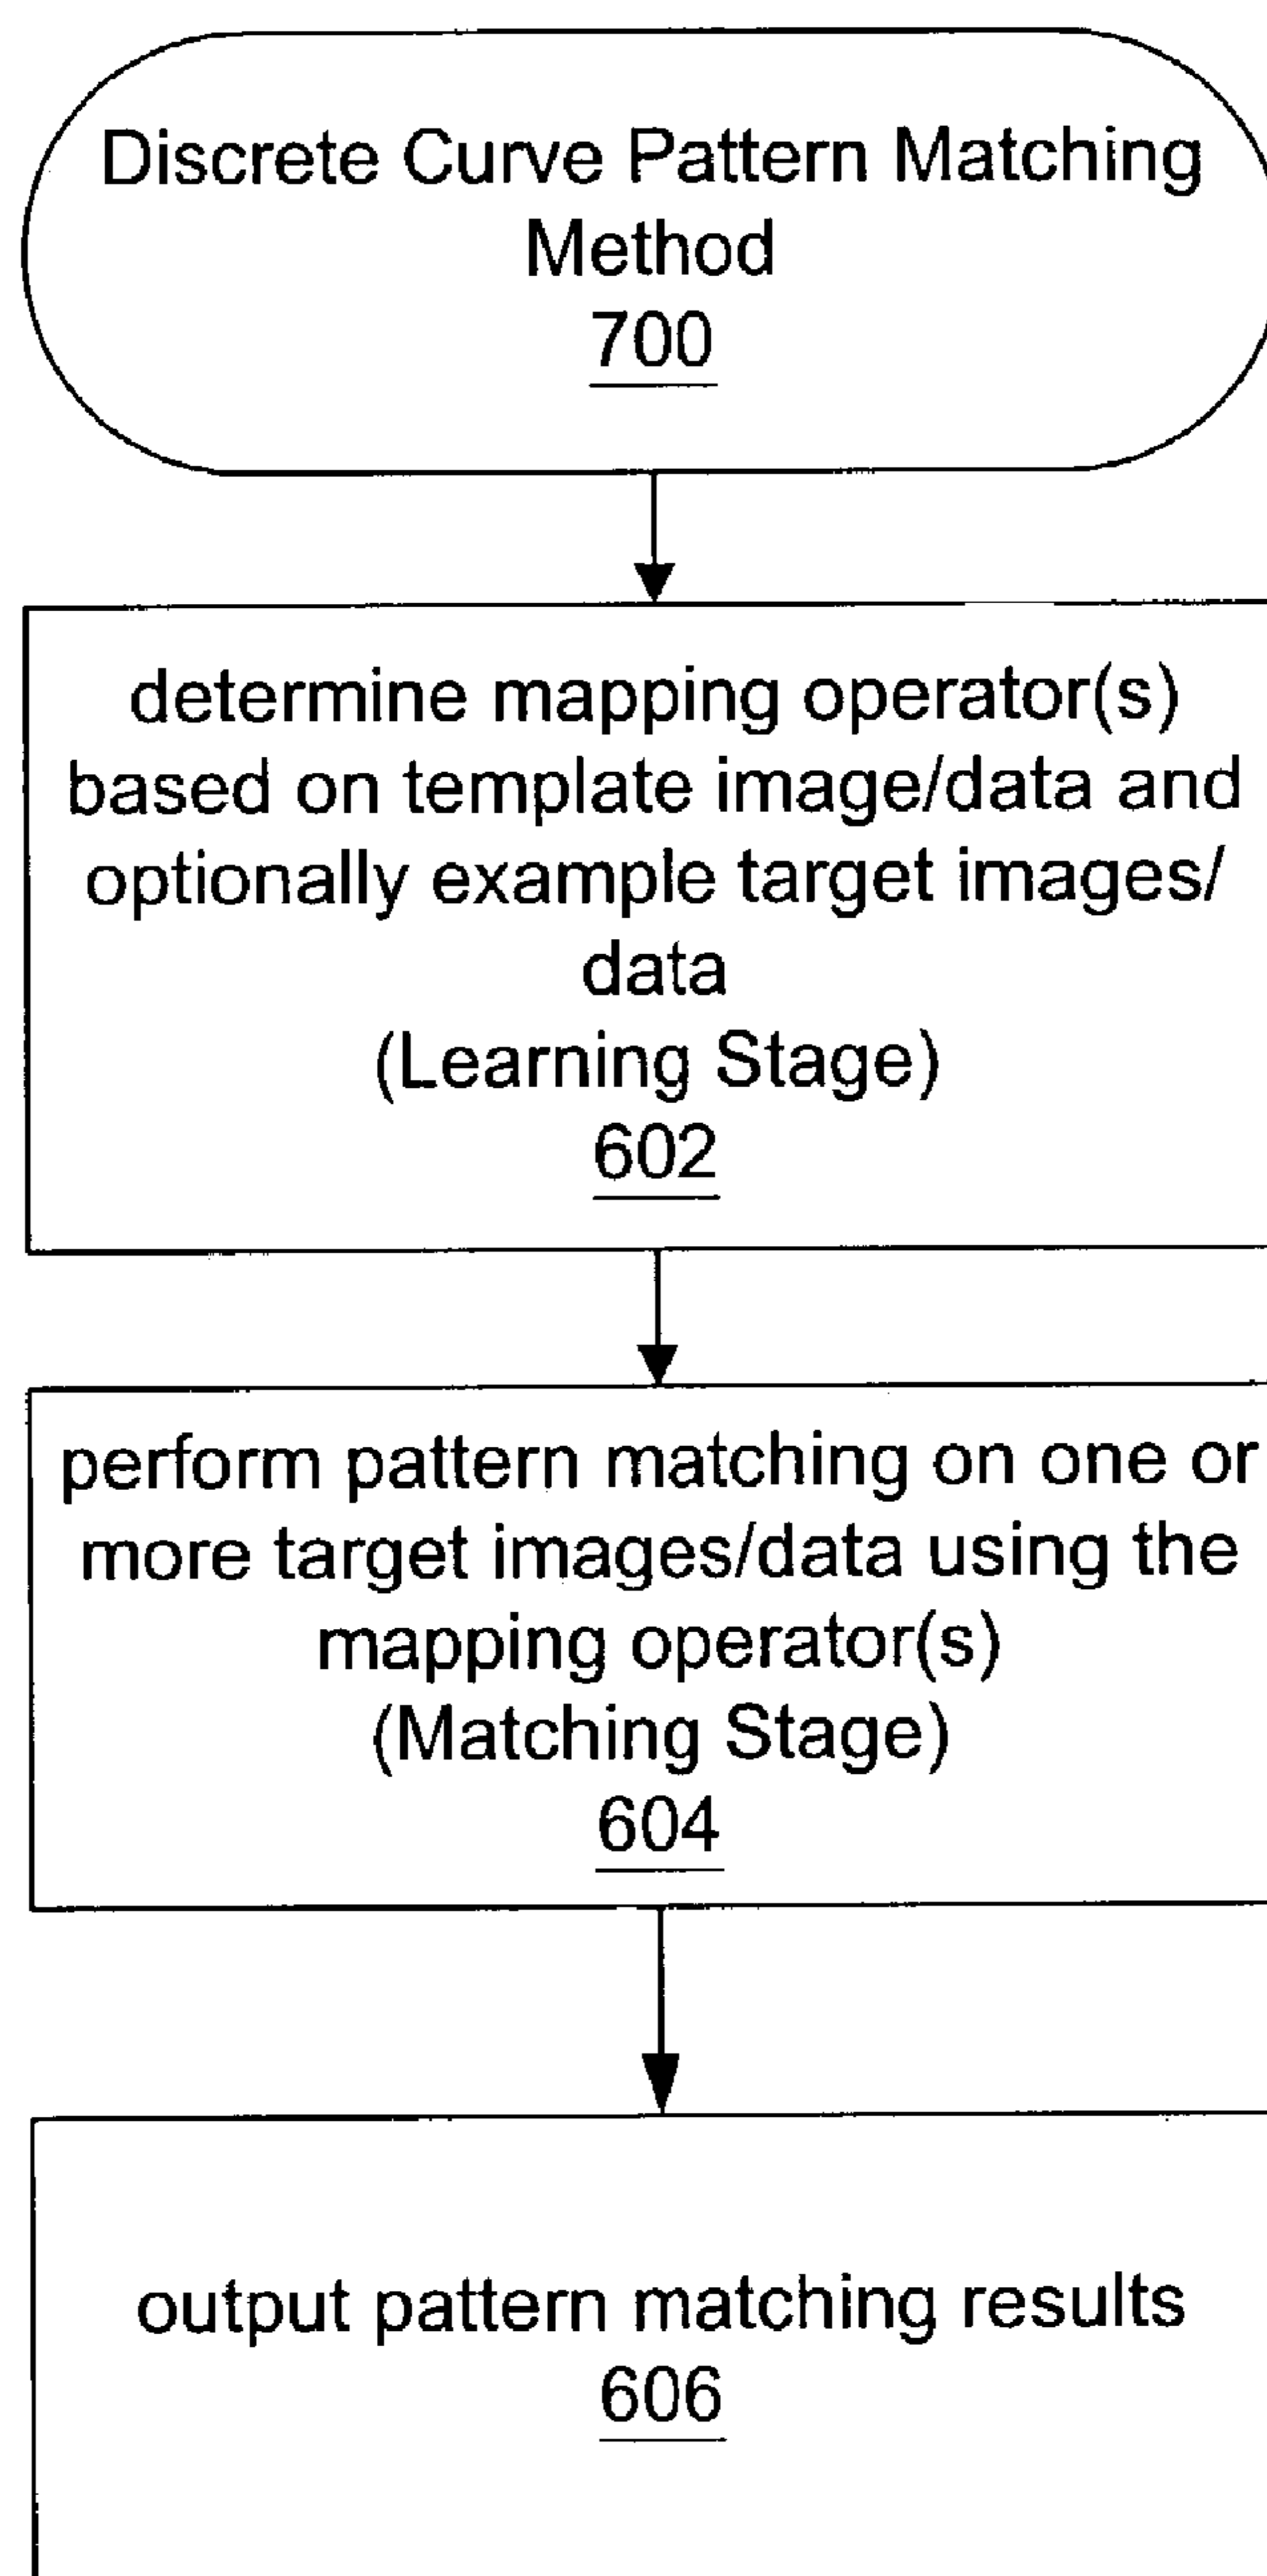 Discrete Curve Pattern Matching
Method
700
determine mapping operator(s)
based on template image/data and
optionally example target images/
data
(Learning Stage)
602
perform pattern matching on one or
more target images/data using the
mapping operator(s)
(Matching Stage)
604
output pattern matching results
606